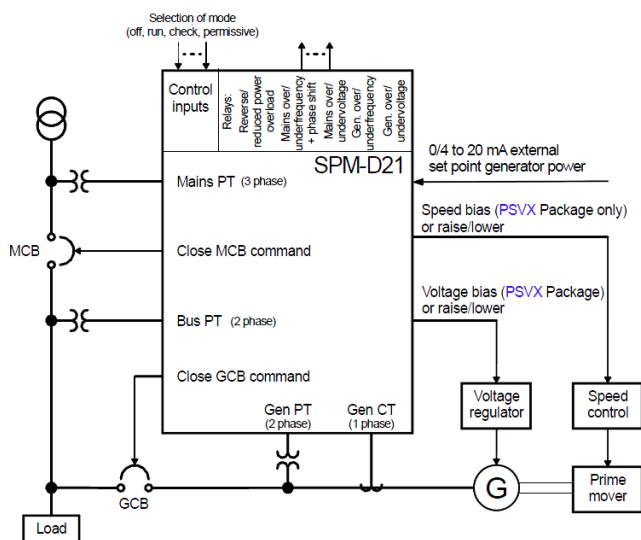 Selection of mode
(off, run, check, permissive)
Control
inputs
Relays:
Reverse/
reduced power
overload
Mains over/
underfrequency
+ phase shift
Mains over/
undervoltage
Gen. over/
underfrequency
Gen. over/
undervoltage
SPM-D21
0/4 to 20 mA external
set point generator power
Mains PT (3 phase)
Speed bias (PSVX Package only)
or raise/lower
MCB
Close MCB command
Voltage bias (PSVX Package)
or raise/lower
Bus PT (2 phase)
Close GCB command
Gen PT
(2 phase)
Gen CT
(1 phase)
Voltage
regulator
Speed
control
GCB
G
Prime
mover
Load